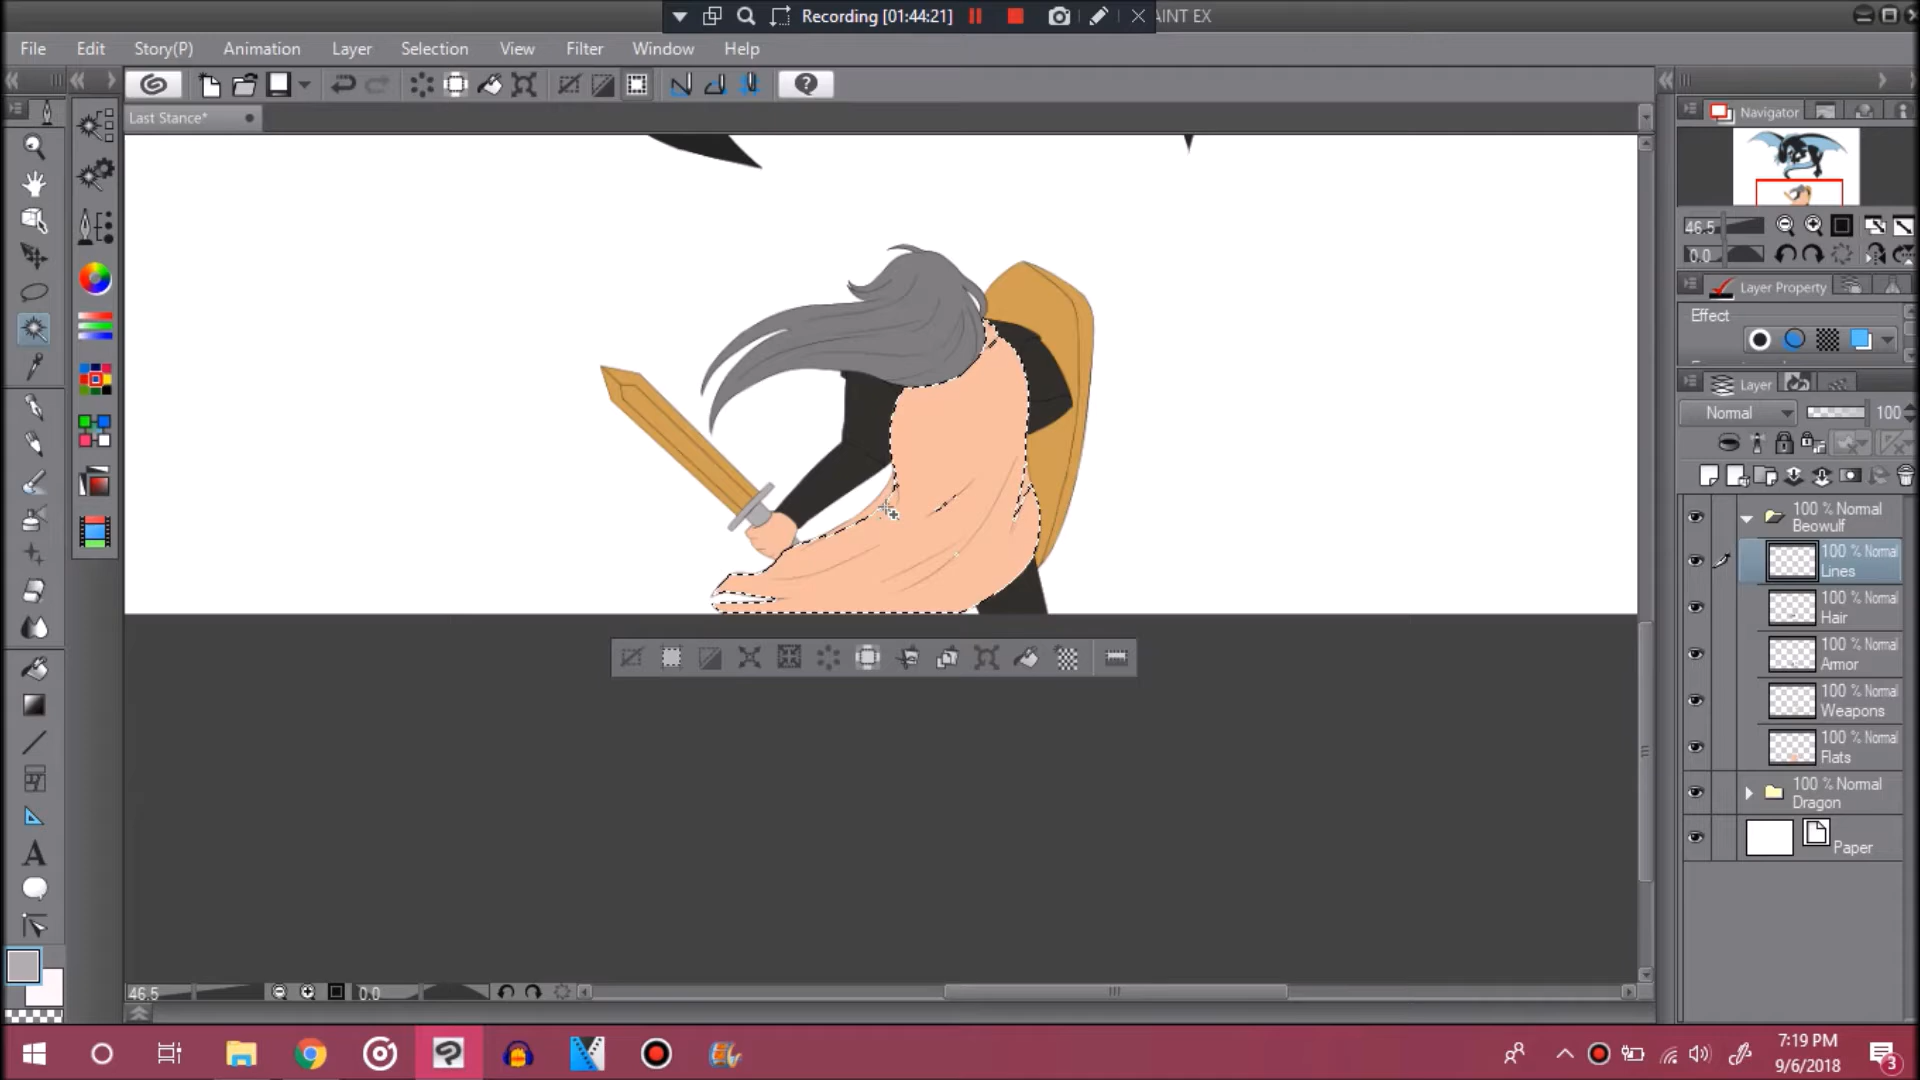 Recording [01:44:21]
AINT EX
File Edit Story(P) Animation Layer Selection View Filter Window Help
Last Stance*
Navigator
46.5
0.0
Layer Property
Effect
Layer
Normal 100
100 % Normal
Beowulf
100 % Normal
Lines
100 % Normal
Hair
100 % Normal
Armor
100 % Normal
Weapons
100 % Normal
Flats
100 % Normal
Dragon
Paper
46.5 0.0
7:19 PM
9/6/2018
3